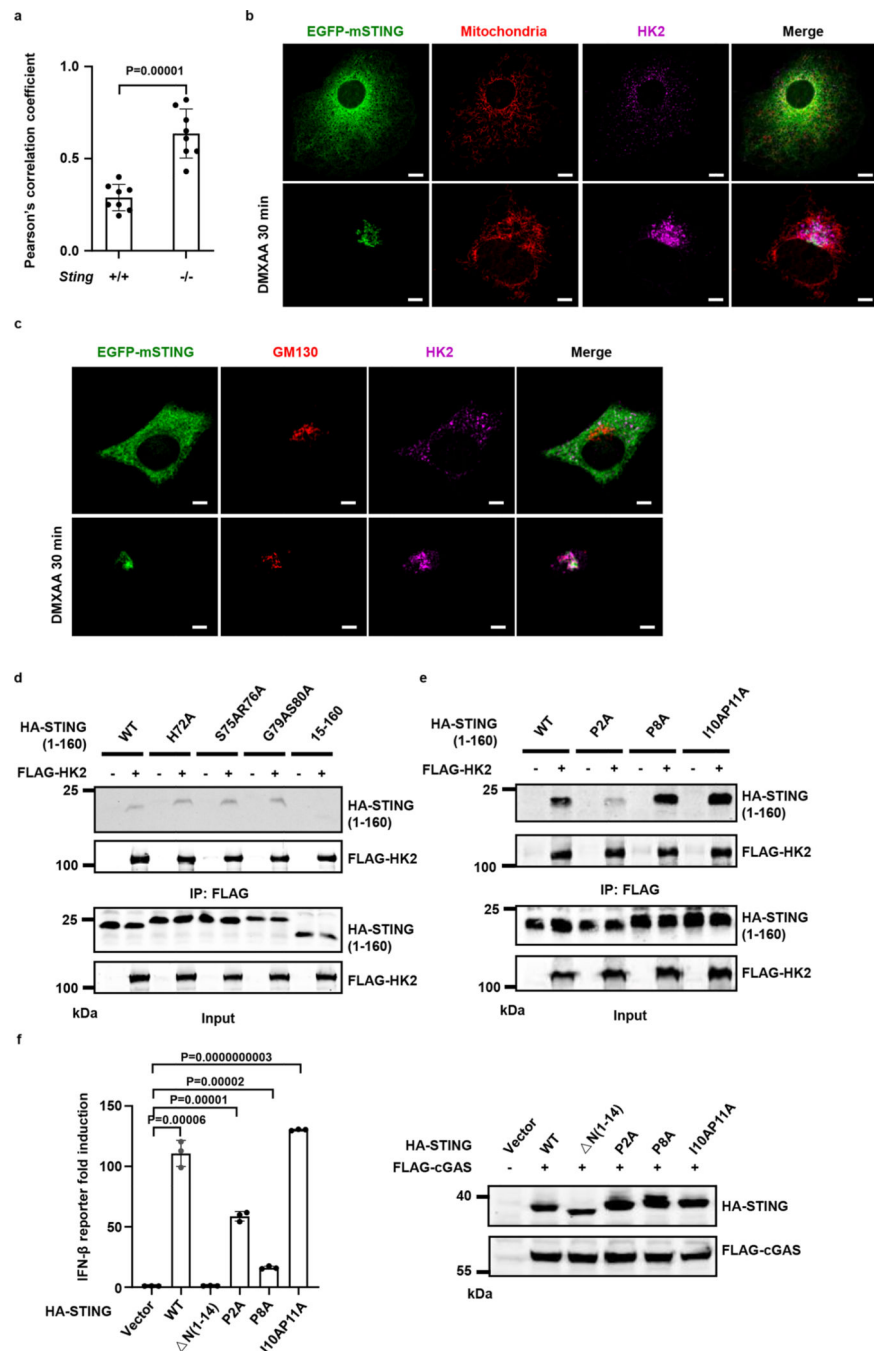 a
Pearson's correlation coefficient
1.0
0.5
0.0
P=0.00001
Sting +/+ -/-
b
EGFP-mSTING Mitochondria HK2 Merge
DMXAA 30 min
c
EGFP-mSTING GM130 HK2 Merge
DMXAA 30 min
d
HA-STING
(1-160)
WT H72A S75AR76A G79AS80A 15-160
FLAG-HK2 - + - + - + - + - +
25
HA-STING
(1-160)
100
FLAG-HK2
IP: FLAG
25
HA-STING
(1-160)
100
FLAG-HK2
kDa
Input
e
HA-STING
(1-160)
WT P2A P8A I10AP11A
FLAG-HK2 - + - + - + - +
25
HA-STING
(1-160)
100
FLAG-HK2
IP: FLAG
25
HA-STING
(1-160)
100
FLAG-HK2
kDa
Input
f
IFN-β reporter fold induction
150
100
50
0
P=0.0000000003
P=0.00002
P=0.00001
P=0.00006
HA-STING Vector WT △N(1-14) P2A P8A I10AP11A
HA-STING Vector WT △N(1-14) P2A P8A I10AP11A
FLAG-cGAS - + + + + +
40
HA-STING
FLAG-cGAS
55
kDa